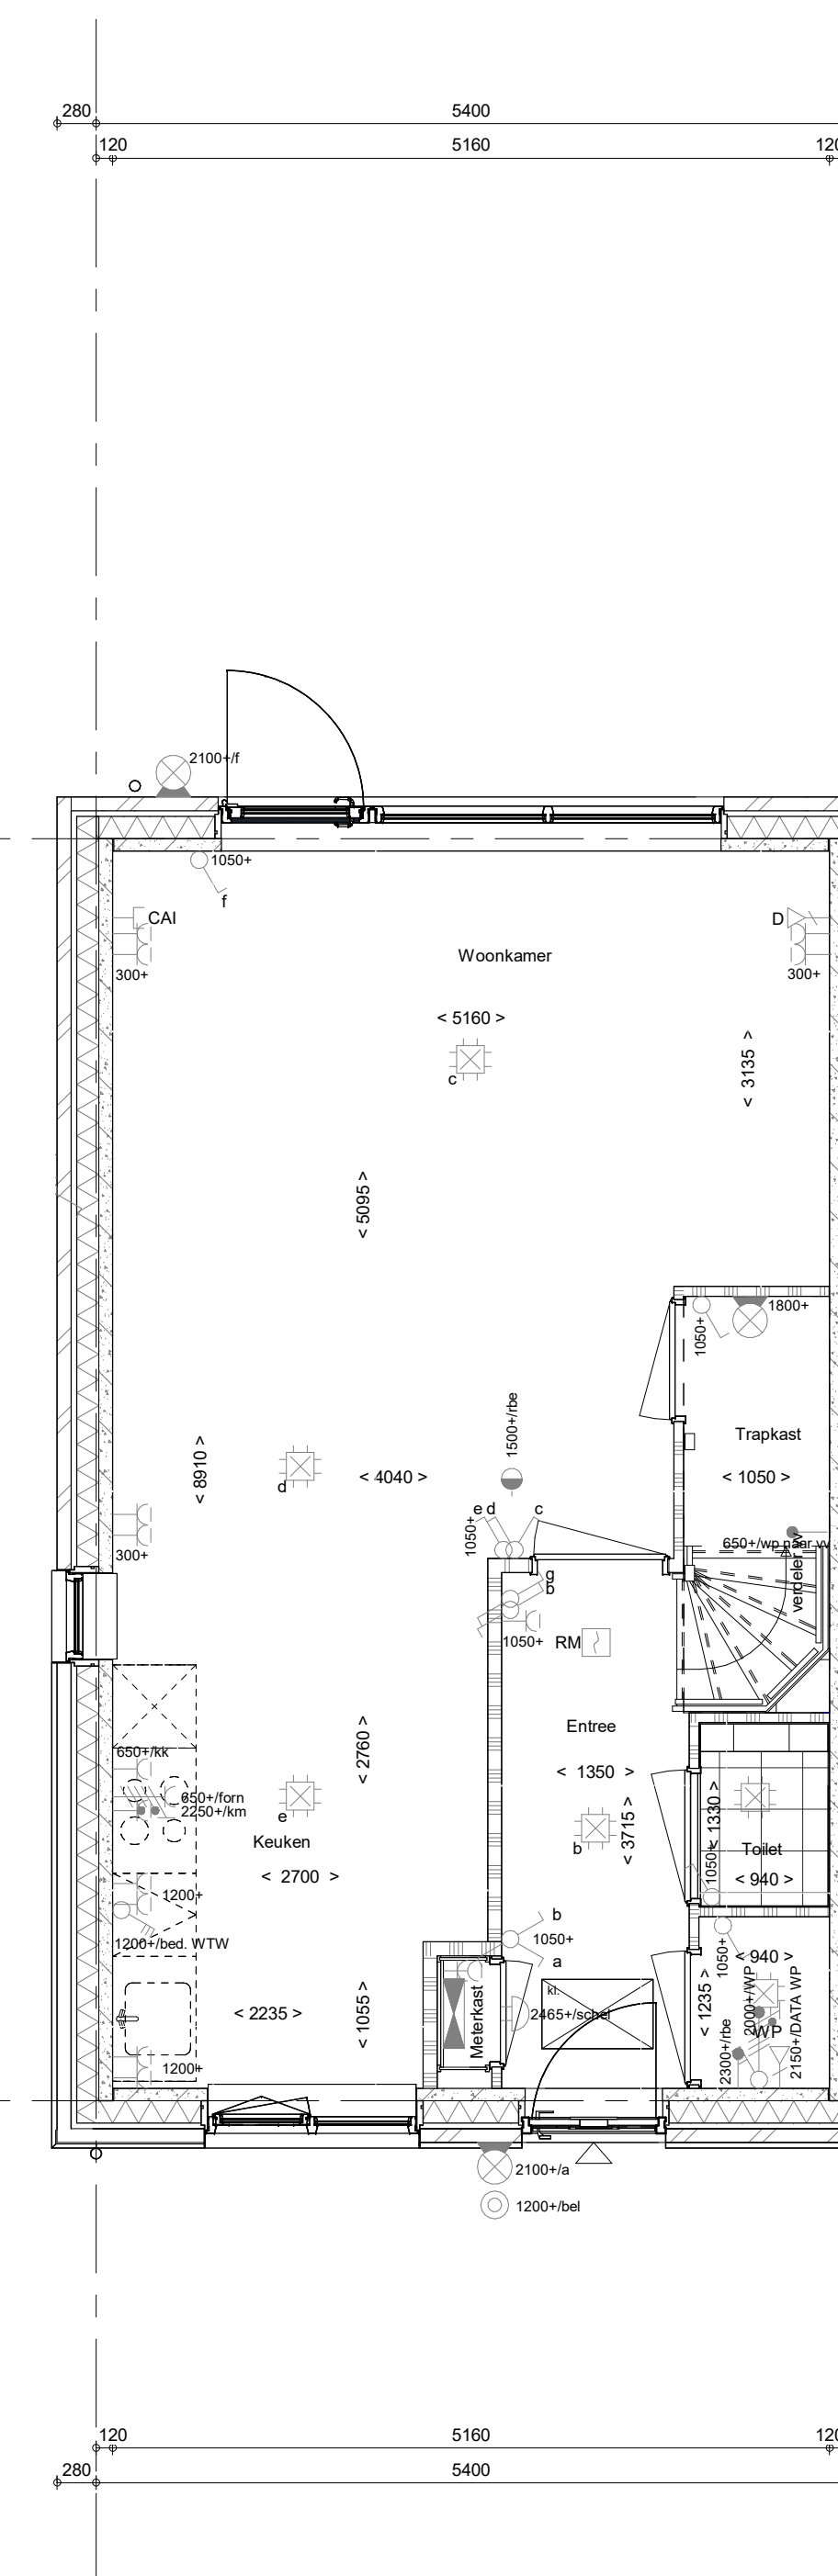 280
5400
120
5160
120
2100+/f
1050+
f
CAI
300+
D
300+
Woonkamer
< 5160 >
c
< 3135 >
< 5095 >
1050+
1800+
Trapkast
< 1050 >
1500+/rbe
< 8910 >
d
< 4040 >
e d
c
1050+
300+
650+/wp naar vv
verdeler vv
g
b
1050+
RM
Entree
< 1350 >
650+/kk
650+/forn
2250+/km
< 2760 >
e
Keuken
< 2700 >
b
< 3715 >
< 1330 >
Toilet
1050+
< 940 >
1200+
1200+/bed. WTW
b
1050+
a
1050+
< 940 >
kl.
2465+/schel
Meterkast
< 2235 >
< 1055 >
< 1235 >
2000+/WP
WP
2300+/rbe
2150+/DATA WP
1200+
2100+/a
1200+/bel
120
5160
120
280
5400